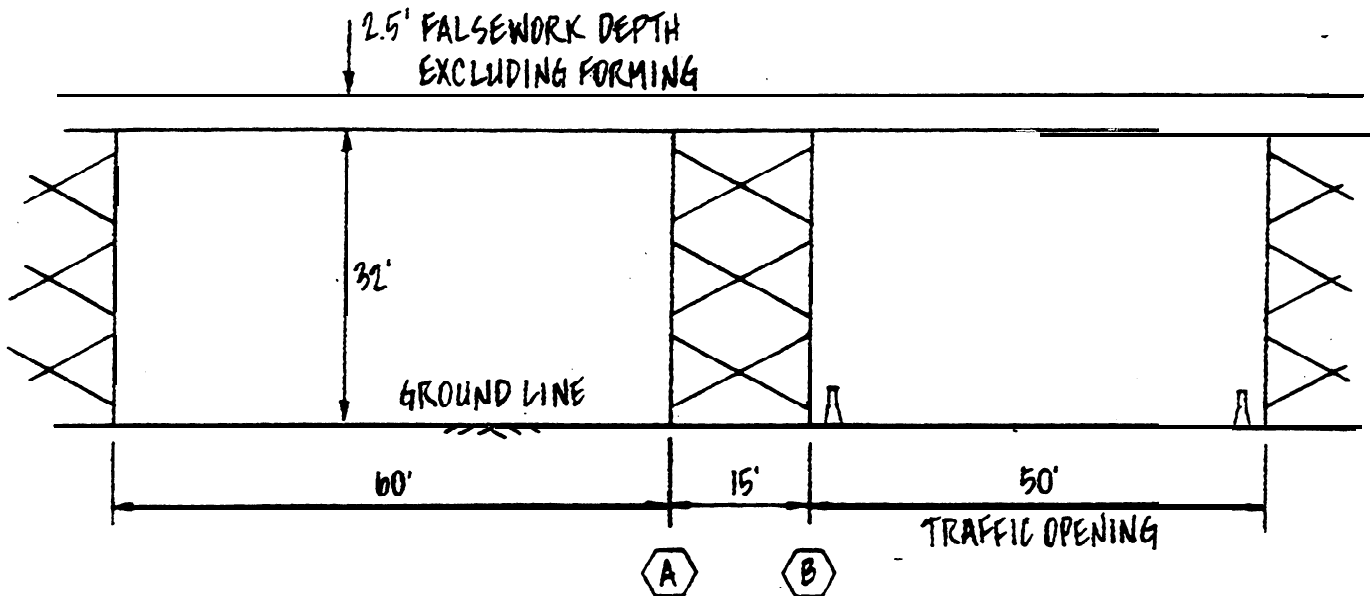 2.5' FALSEWORK DEPTH
EXCLUDING FORMING
32'
GROUND LINE
60'
15'
50'
TRAFFIC OPENING
A
B